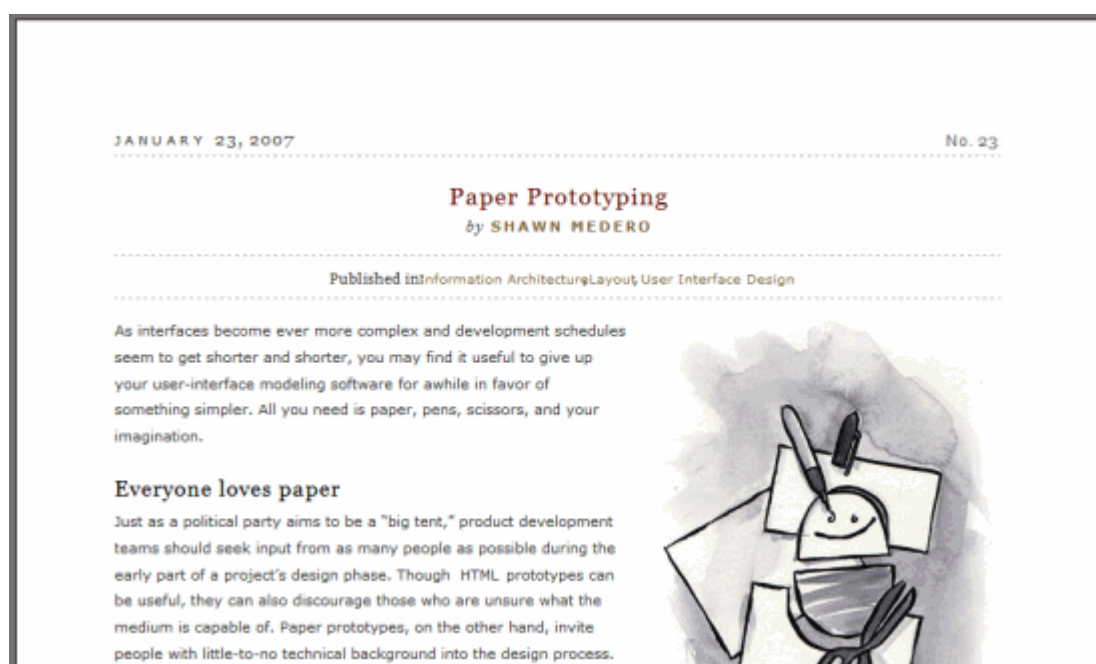 JANUARY 23, 2007
No. 23
Paper Prototyping
by SHAWN MEDERO
Published in: Information Architecture, Layout, User Interface Design
As interfaces become ever more complex and development schedules
seem to get shorter and shorter, you may find it useful to give up
your user-interface modeling software for awhile in favor of
something simpler. All you need is paper, pens, scissors, and your
imagination.
Everyone loves paper
Just as a political party aims to be a “big tent,” product development
teams should seek input from as many people as possible during the
early part of a project’s design phase. Though HTML prototypes can
be useful, they can also discourage those who are unsure what the
medium is capable of. Paper prototypes, on the other hand, invite
people with little-to-no technical background into the design process.